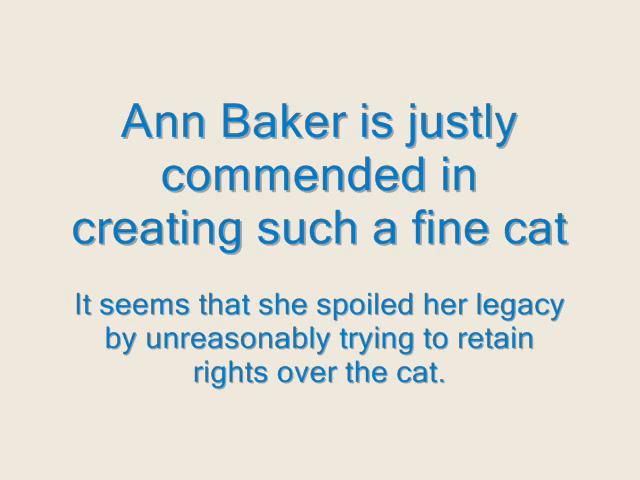 Ann Baker is justly
commended in
creating such a fine cat
It seems that she spoiled her legacy
by unreasonably trying to retain
rights over the cat.